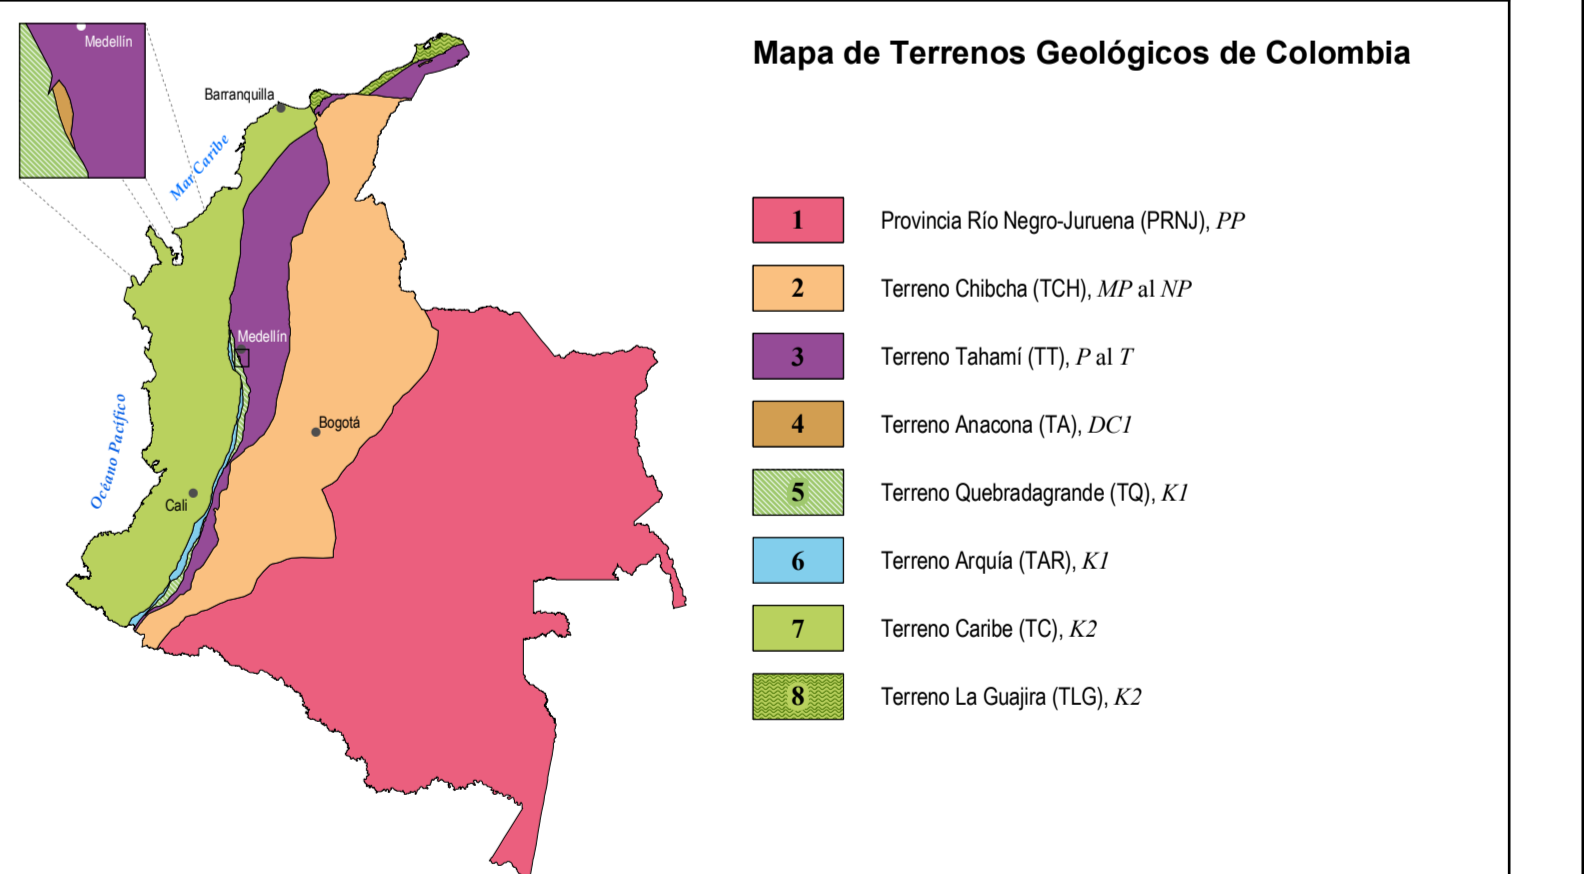 Mapa de Terrenos Geológicos de Colombia
Medellín
Barranquilla
Mar Caribe
Medellín
Océano Pacífico
Bogotá
Cali
1 Provincia Río Negro-Juruena (PRNJ), PP
2 Terreno Chibcha (TCH), MP al NP
3 Terreno Tahamí (TT), P al T
4 Terreno Anacona (TA), DC1
5 Terreno Quebradagrande (TQ), K1
6 Terreno Arquía (TAR), K1
7 Terreno Caribe (TC), K2
8 Terreno La Guajira (TLG), K2